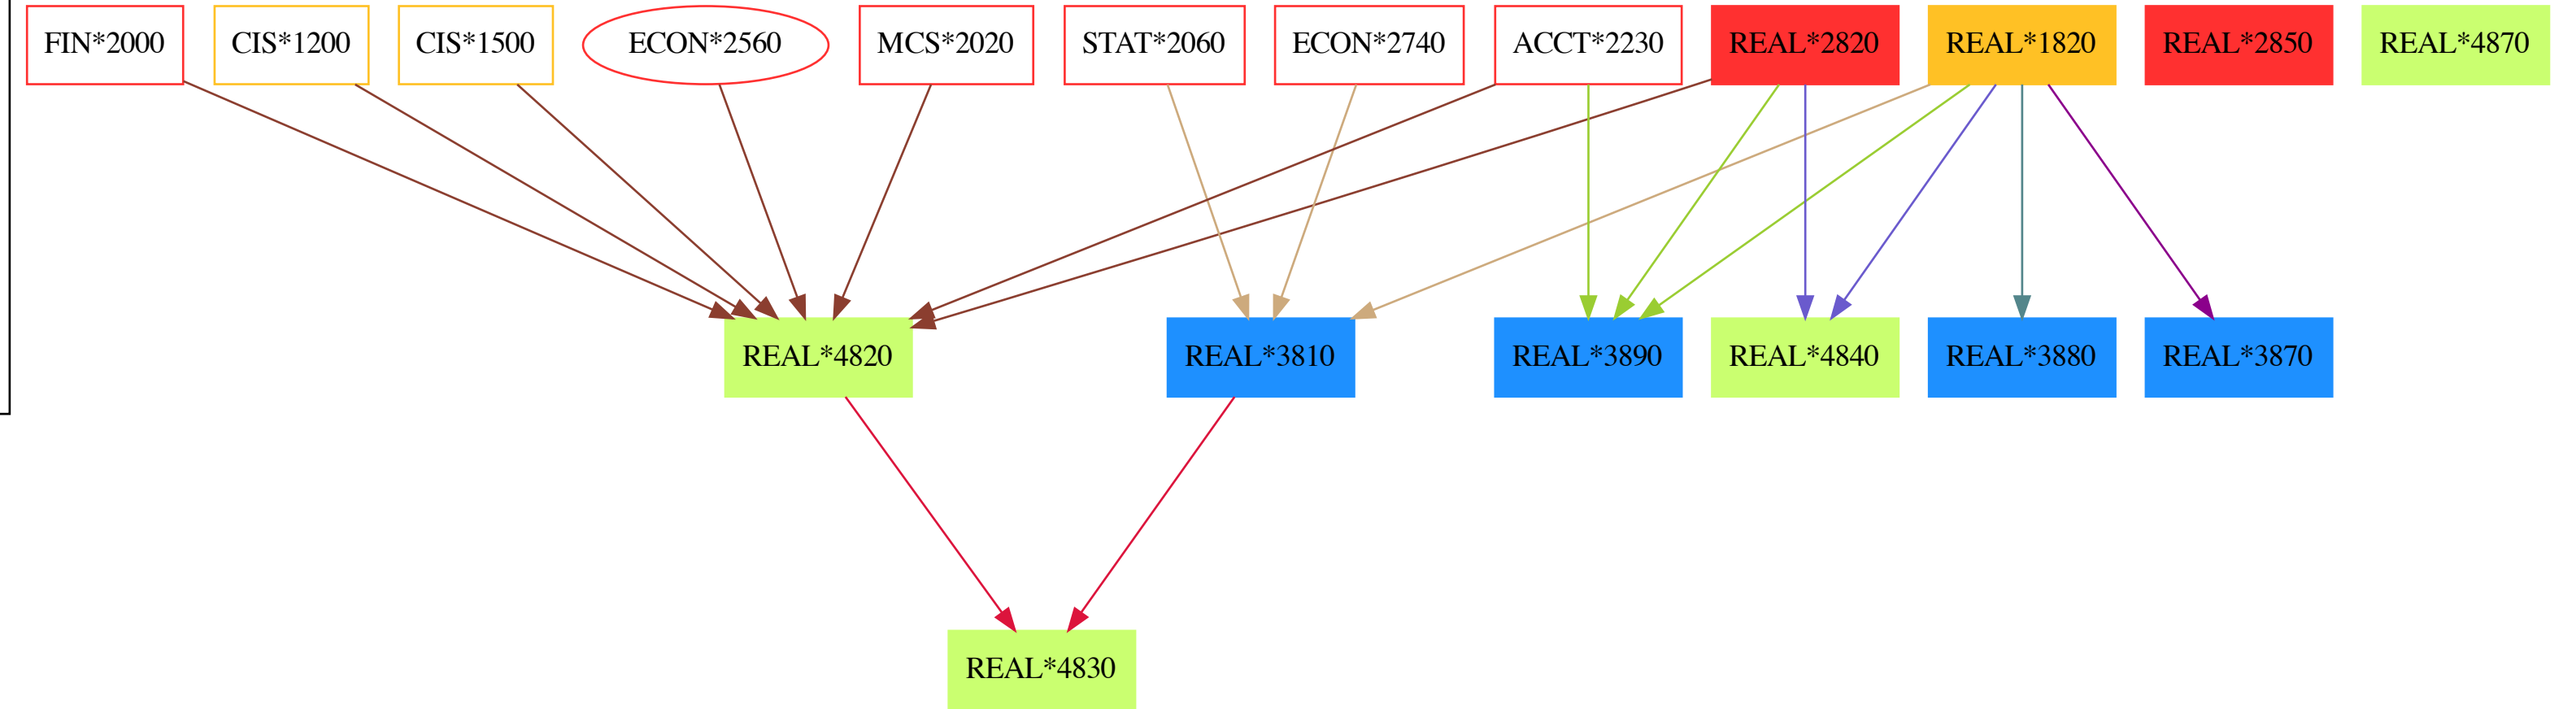 FIN*2000
CIS*1200
CIS*1500
ECON*2560
MCS*2020
STAT*2060
ECON*2740
ACCT*2230
REAL*2820
REAL*1820
REAL*2850
REAL*4870
REAL*4820
REAL*3810
REAL*3890
REAL*4840
REAL*3880
REAL*3870
REAL*4830